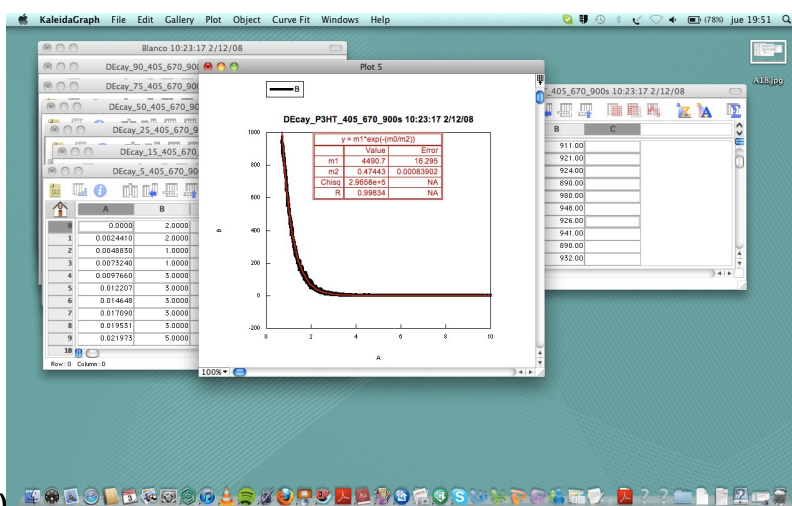 KaleidaGraph File Edit Gallery Plot Object Curve Fit Windows Help (78%) jue 19:51
Blanco 10:23:17 2/12/08
DEcay_90_405_670_900
DEcay_75_405_670_900
DEcay_50_405_670_90
DEcay_25_405_670_9
DEcay_15_405_670_
DEcay_5_405_670_90
A B
0 0.0000 2.0000
1 0.0024410 2.0000
2 0.0048830 1.0000
3 0.0073240 1.0000
4 0.0097660 3.0000
5 0.012207 3.0000
6 0.014648 3.0000
7 0.017090 3.0000
8 0.019531 3.0000
9 0.021973 5.0000
10
Row: 0 Column: 0
Plot 5
B
DEcay_P3HT_405_670_900s 10:23:17 2/12/08
y = m1*exp(-(m0/m2))
Value Error
m1 4490.7 16.295
m2 0.47443 0.00083902
Chisq 2.9658e+5 NA
R 0.99834 NA
1000
800
600
400
200
0
-200
B
0 2 4 6 8 10
A
100%
_405_670_900s 10:23:17 2/12/08
B C
911.00
921.00
924.00
890.00
980.00
948.00
926.00
941.00
890.00
932.00
A18.jpg
)